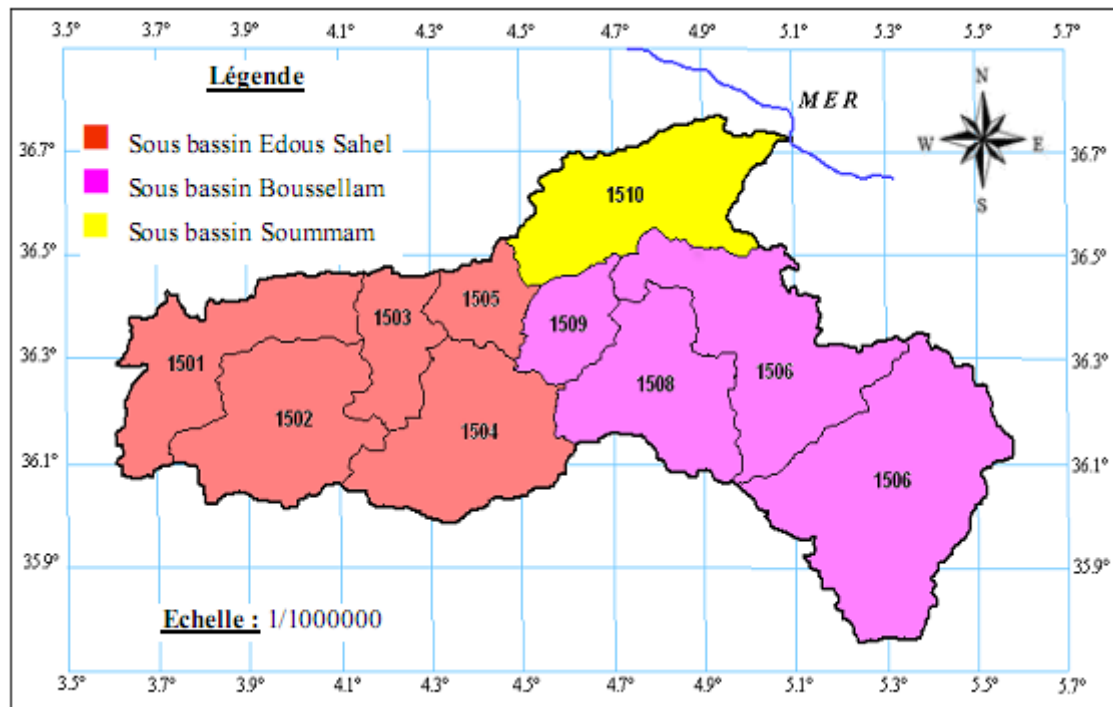 3.5° 3.7° 3.9° 4.1° 4.3° 4.5° 4.7° 4.9° 5.1° 5.3° 5.5° 5.7°
Légende
N
MER
Sous bassin Edous Sahel
36.7°
W
E
36.7°
Sous bassin Boussellam
1510
S
Sous bassin Soummam
36.5°
36.5°
1505
1503
1509
36.3°
1501
36.3°
1506
1508
1502
1504
36.1°
36.1°
1506
35.9°
35.9°
Echelle : 1/1000000
3.5° 3.7° 3.9° 4.1° 4.3° 4.5° 4.7° 4.9° 5.1° 5.3° 5.5° 5.7°